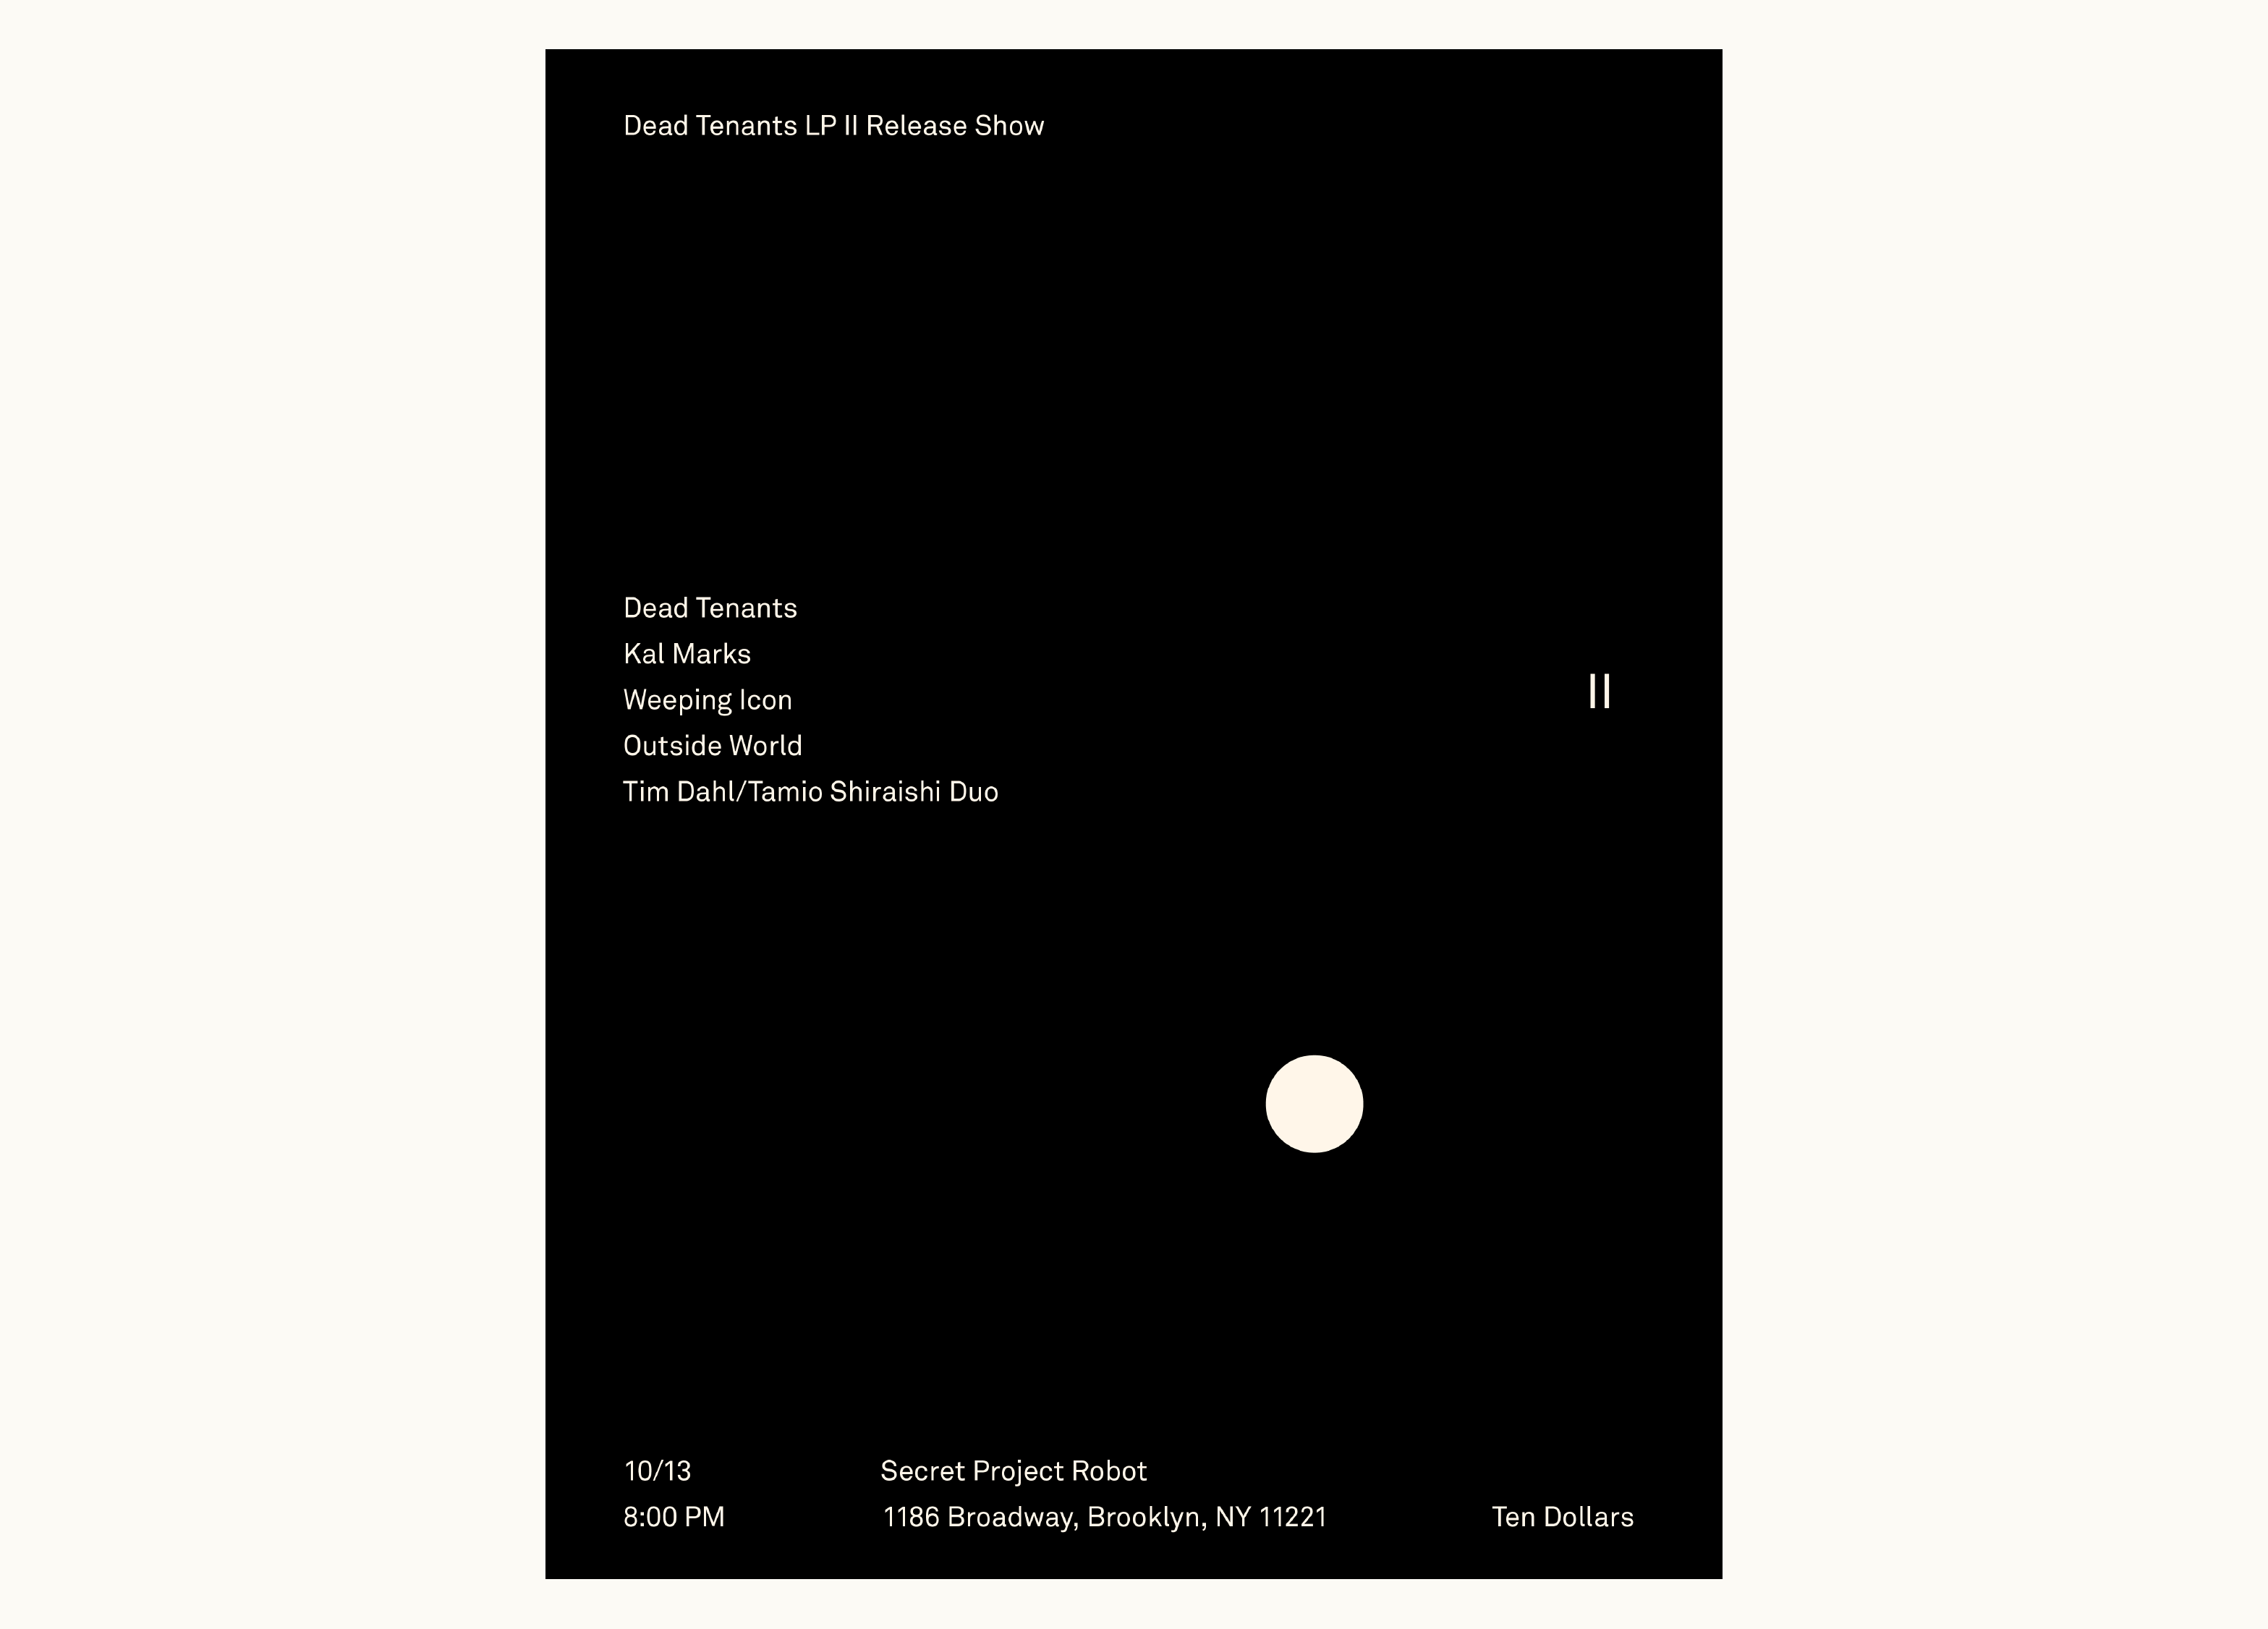 Dead Tenants LP II Release Show
Dead Tenants
Kal Marks
Weeping Icon
Outside World
Tim Dahl/Tamio Shiraishi Duo
II
10/13
8:00 PM
Secret Project Robot
1186 Broadway, Brooklyn, NY 11221
Ten Dollars